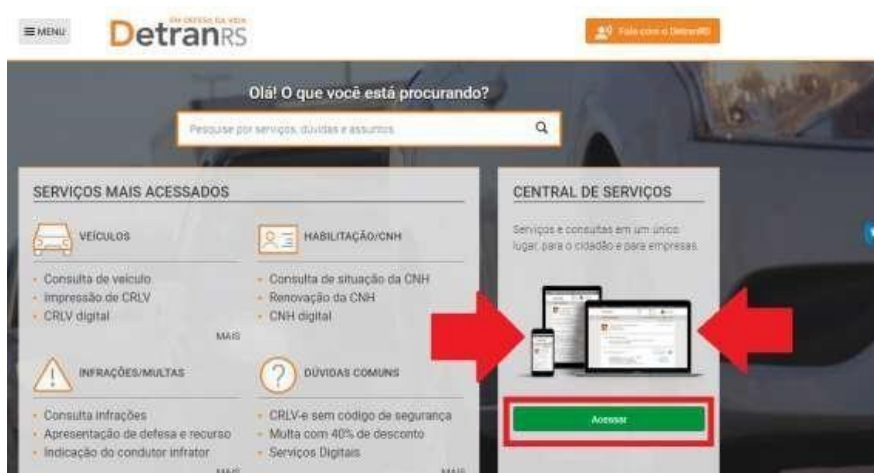 MENU
EM DEFESA DA VIDA
DetranRS
Fale com o DetranRS
Olá! O que você está procurando?
Pesquise por serviços, dúvidas e assuntos
SERVIÇOS MAIS ACESSADOS
VEÍCULOS
Consulta de veículo
Impressão de CRLV
CRLV digital
MAIS
HABILITAÇÃO/CNH
Consulta de situação da CNH
Renovação da CNH
CNH digital
INFRAÇÕES/MULTAS
Consulta infrações
Apresentação de defesa e recurso
Indicação do condutor infrator
MAIS
DÚVIDAS COMUNS
CRLV-e sem código de segurança
Multa com 40% de desconto
Serviços Digitais
MAIS
CENTRAL DE SERVIÇOS
Serviços e consultas em um único
lugar, para o cidadão e para empresas.
Acessar